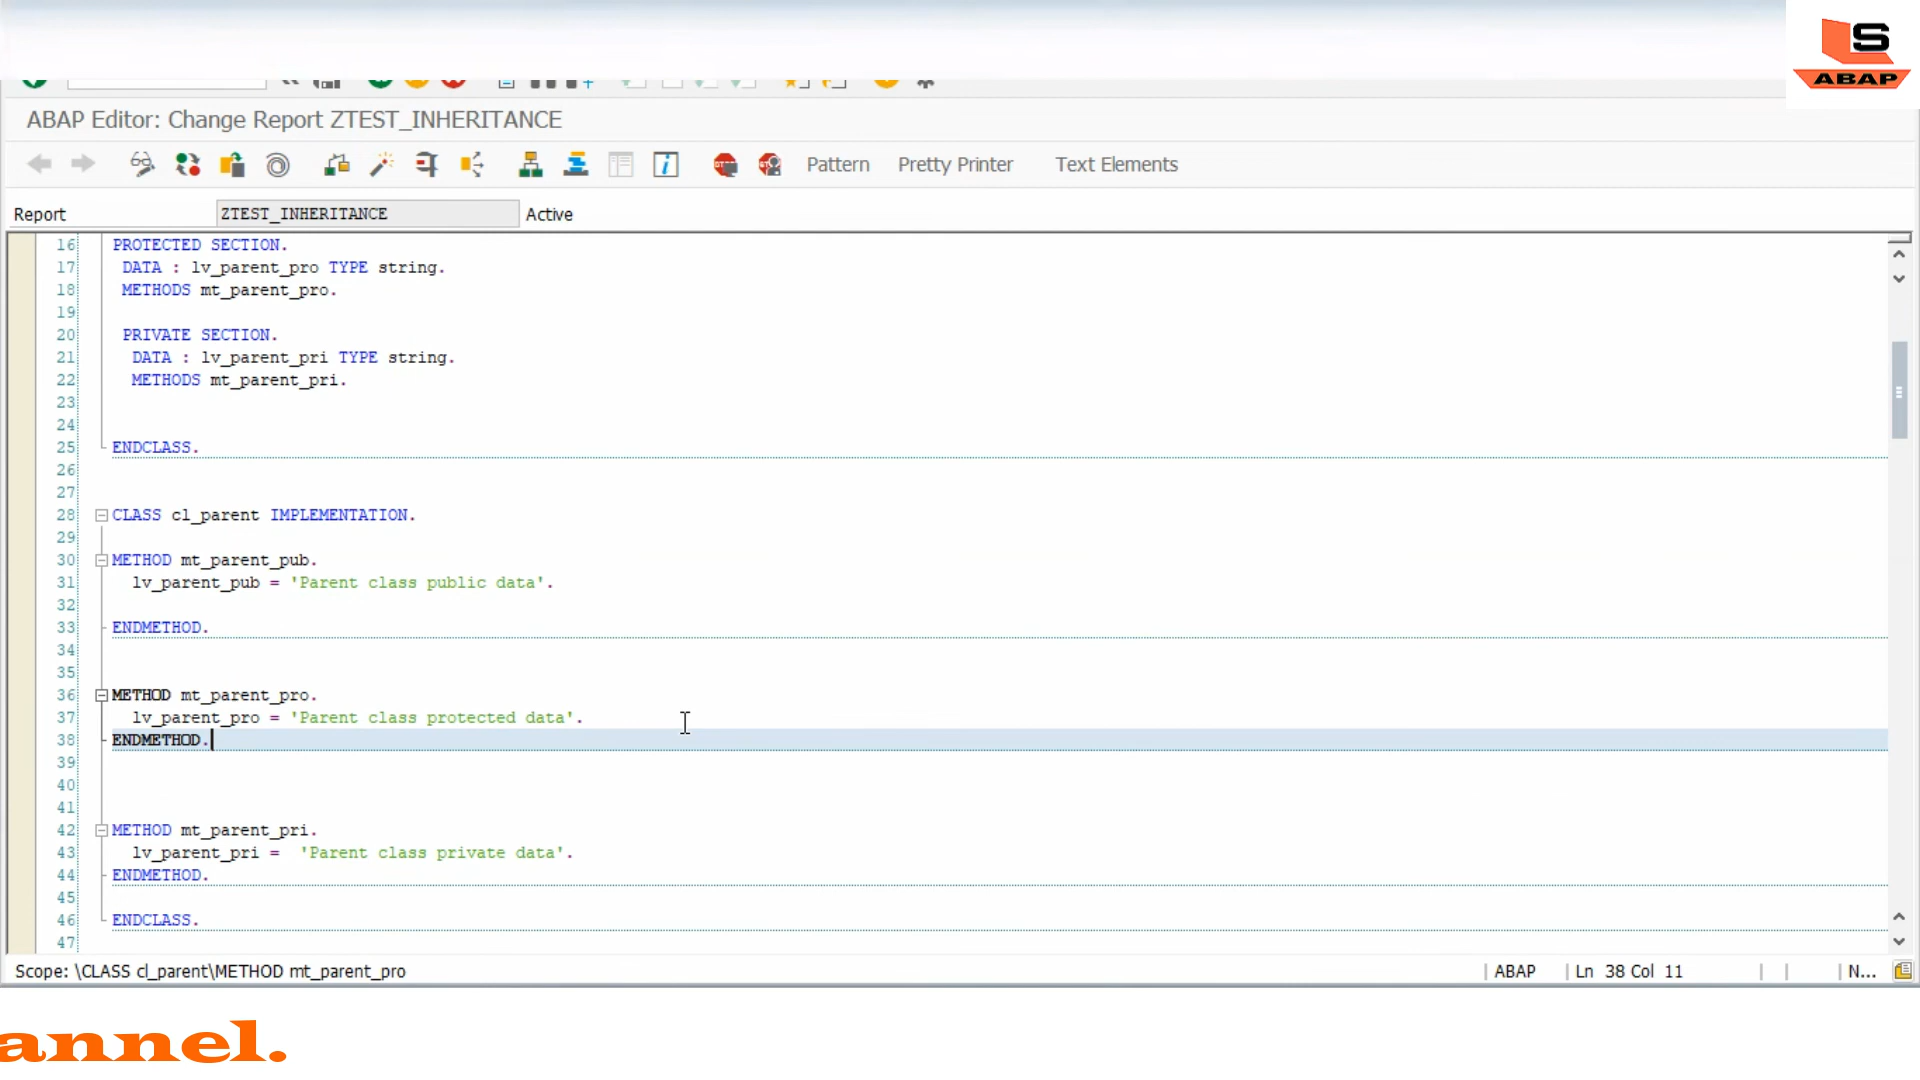 S
ABAP
ABAP Editor: Change Report ZTEST_INHERITANCE
Pattern Pretty Printer Text Elements
Report ZTEST_INHERITANCE Active
16 PROTECTED SECTION.
17 DATA : lv_parent_pro TYPE string.
18 METHODS mt_parent_pro.
19
20 PRIVATE SECTION.
21 DATA : lv_parent_pri TYPE string.
22 METHODS mt_parent_pri.
23
24
25 ENDCLASS.
26
27
28 CLASS cl_parent IMPLEMENTATION.
29
30 METHOD mt_parent_pub.
31 lv_parent_pub = 'Parent class public data'.
32
33 ENDMETHOD.
34
35
36 METHOD mt_parent_pro.
37 lv_parent_pro = 'Parent class protected data'.
38 ENDMETHOD.
39
40
41
42 METHOD mt_parent_pri.
43 lv_parent_pri =  'Parent class private data'.
44 ENDMETHOD.
45
46 ENDCLASS.
47
Scope: \CLASS cl_parent\METHOD mt_parent_pro ABAP Ln 38 Col 11 N...
annel.